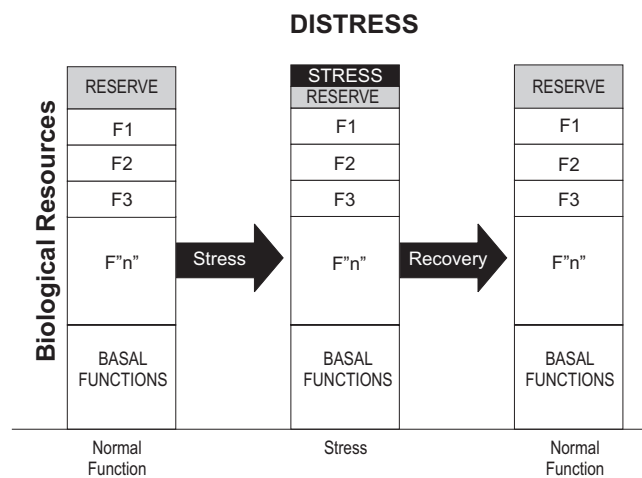 DISTRESS
Biological Resources
RESERVE
F1
F2
F3
F”n”
BASAL
FUNCTIONS
Normal
Function
Stress
STRESS
RESERVE
F1
F2
F3
F”n”
BASAL
FUNCTIONS
Stress
Recovery
RESERVE
F1
F2
F3
F”n”
BASAL
FUNCTIONS
Normal
Function